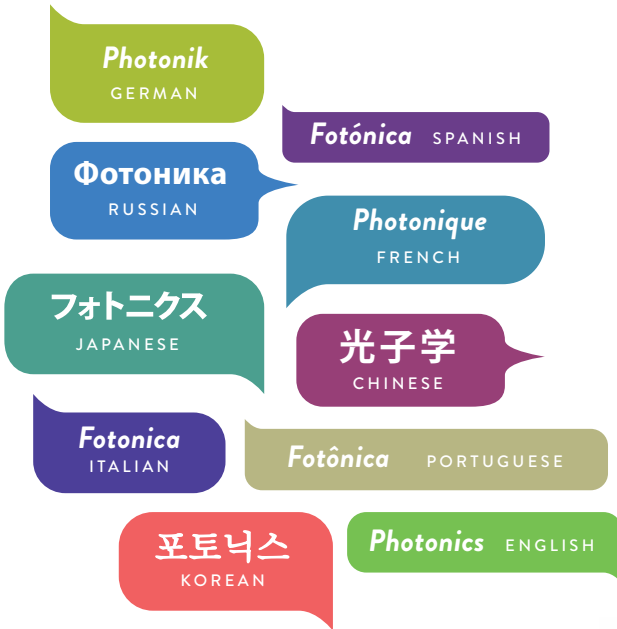 Photonik
GERMAN
Fotónica SPANISH
Фотоника
RUSSIAN
Photonique
FRENCH
フォトニクス
JAPANESE
光子学
CHINESE
Fotonica
ITALIAN
Fotônica PORTUGUESE
포토닉스
KOREAN
Photonics ENGLISH